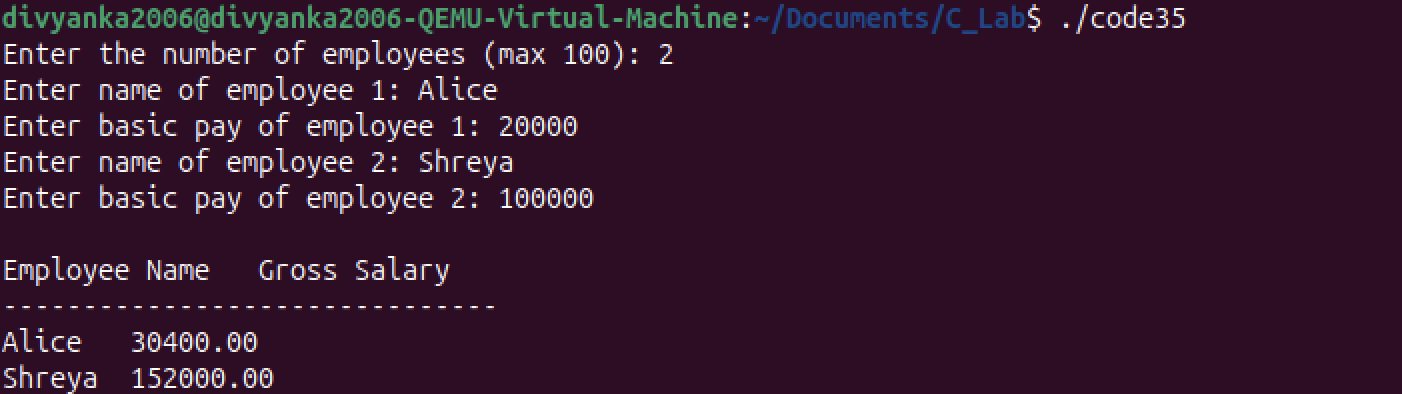 divyanka2006@divyanka2006-QEMU-Virtual-Machine:~/Documents/C_Lab$ ./code35
Enter the number of employees (max 100): 2
Enter name of employee 1: Alice
Enter basic pay of employee 1: 20000
Enter name of employee 2: Shreya
Enter basic pay of employee 2: 100000

Employee Name   Gross Salary
-------------------------------
Alice   30400.00
Shreya  152000.00